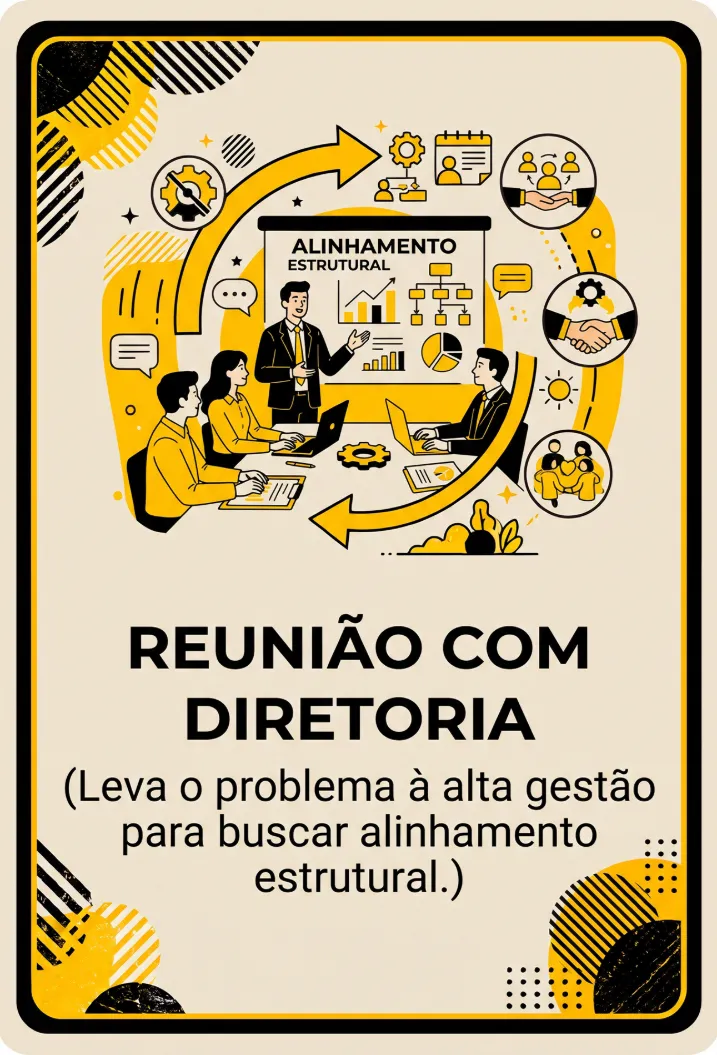 ALINHAMENTO
ESTRUTURAL
REUNIÃO COM
DIRETORIA
(Leva o problema à alta gestão
para buscar alinhamento
estrutural.)